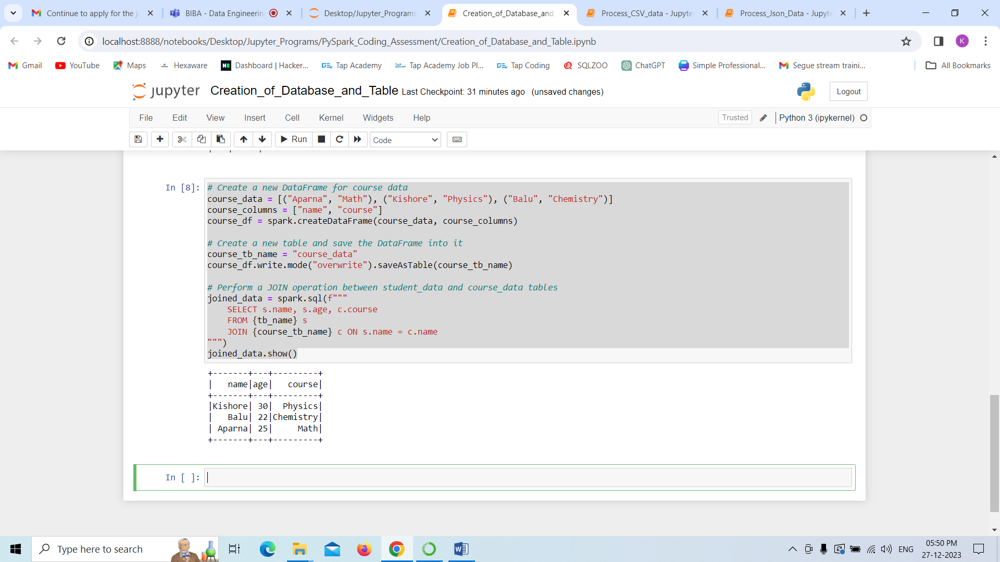 Continue to apply for the j
BIBA - Data Engineerin
Desktop/Jupyter_Programs
Creation_of_Database_and_
Process_CSV_data - Jupyte
Process_Json_Data - Jupyte
localhost:8888/notebooks/Desktop/Jupyter_Programs/PySpark_Coding_Assessment/Creation_of_Database_and_Table.ipynb
K
Gmail YouTube Maps Hexaware Dashboard | Hacker... Tap Academy Tap Academy Job Pl... Tap Coding SQLZOO ChatGPT Simple Professional... Segue stream traini... All Bookmarks
jupyter Creation_of_Database_and_Table Last Checkpoint: 31 minutes ago (unsaved changes) Logout
File Edit View Insert Cell Kernel Widgets Help Trusted Python 3 (ipykernel)
Run Code
In [8]:
# Create a new DataFrame for course data
course_data = [("Aparna", "Math"), ("Kishore", "Physics"), ("Balu", "Chemistry")]
course_columns = ["name", "course"]
course_df = spark.createDataFrame(course_data, course_columns)
# Create a new table and save the DataFrame into it
course_tb_name = "course_data"
course_df.write.mode("overwrite").saveAsTable(course_tb_name)
# Perform a JOIN operation between student_data and course_data tables
joined_data = spark.sql(f"""
SELECT s.name, s.age, c.course
FROM {tb_name} s
JOIN {course_tb_name} c ON s.name = c.name
""")
joined_data.show()
+-------+---+---------+
|   name|age|   course|
+-------+---+---------+
|Kishore| 30|  Physics|
|   Balu| 22|Chemistry|
| Aparna| 25|     Math|
+-------+---+---------+
In [ ]:
Type here to search
ENG
05:50 PM
27-12-2023